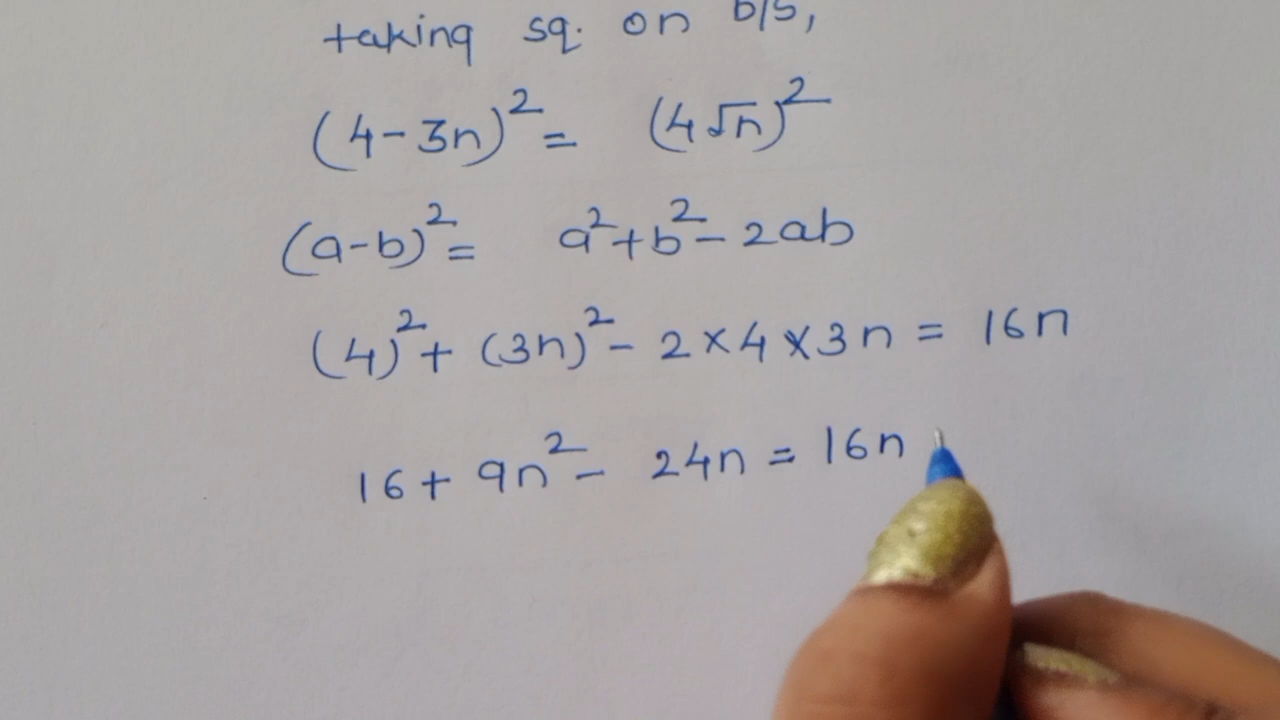 taking sq. on b/s,
(4-3n)²= (4√n)²
(a-b)²= a²+b²-2ab
(4)²+(3n)²-2×4×3n = 16n
16+9n²-24n = 16n